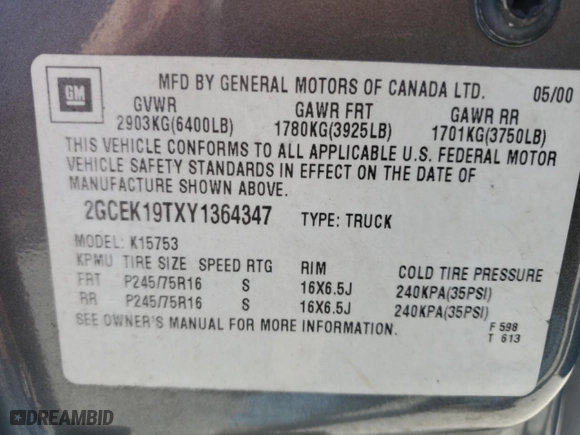 GM
MFD BY GENERAL MOTORS OF CANADA LTD. 05/00
GVWR GAWR FRT GAWR RR
2903KG(6400LB) 1780KG(3925LB) 1701KG(3750LB)
THIS VEHICLE CONFORMS TO ALL APPLICABLE U.S. FEDERAL MOTOR
VEHICLE SAFETY STANDARDS IN EFFECT ON THE DATE OF
MANUFACTURE SHOWN ABOVE.
2GCEK19TXY1364347 TYPE: TRUCK
MODEL: K15753
KPMU TIRE SIZE SPEED RTG RIM COLD TIRE PRESSURE
FRT P245/75R16 S 16X6.5J 240KPA(35PSI)
RR P245/75R16 S 16X6.5J 240KPA(35PSI)
SEE OWNER'S MANUAL FOR MORE INFORMATION.
F 598
T 613
DREAMBID